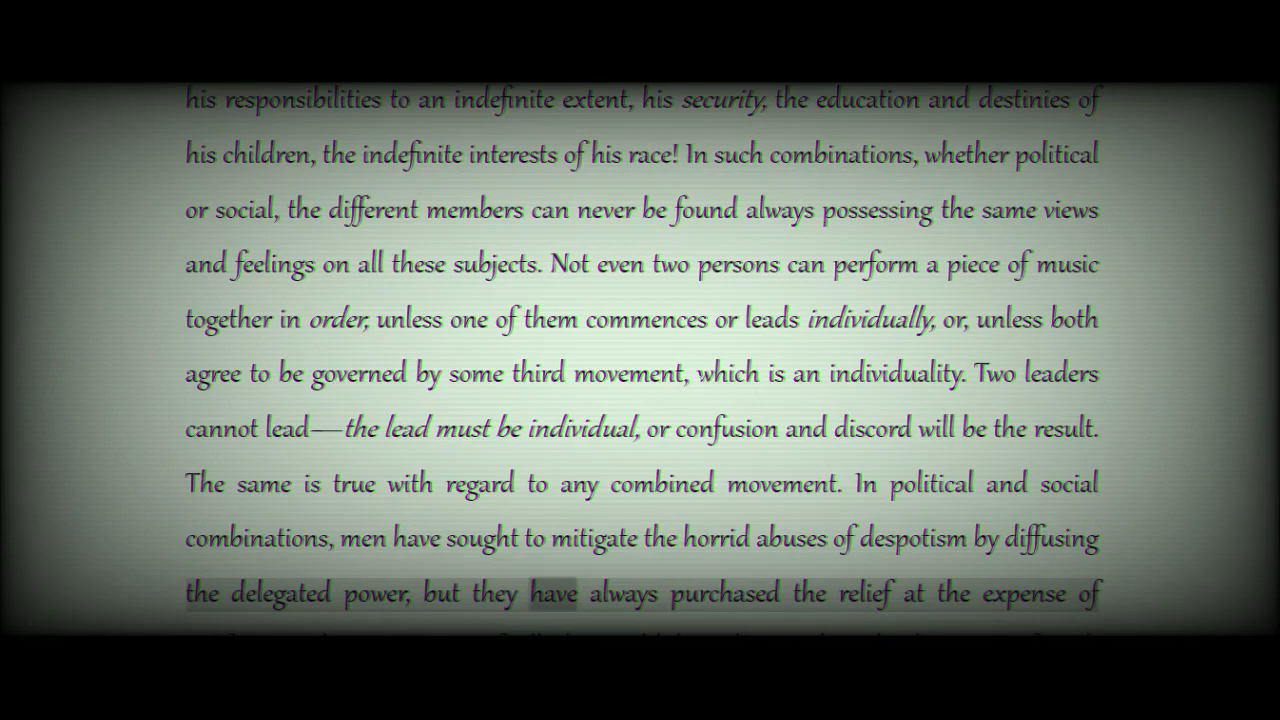 his responsibilities to an indefinite extent, his security, the education and destinies of
his children, the indefinite interests of his race! In such combinations, whether political
or social, the different members can never be found always possessing the same views
and feelings on all these subjects. Not even two persons can perform a piece of music
together in order, unless one of them commences or leads individually, or, unless both
agree to be governed by some third movement, which is an individuality. Two leaders
cannot lead—the lead must be individual, or confusion and discord will be the result.
The same is true with regard to any combined movement. In political and social
combinations, men have sought to mitigate the horrid abuses of despotism by diffusing
the delegated power, but they have always purchased the relief at the expense of